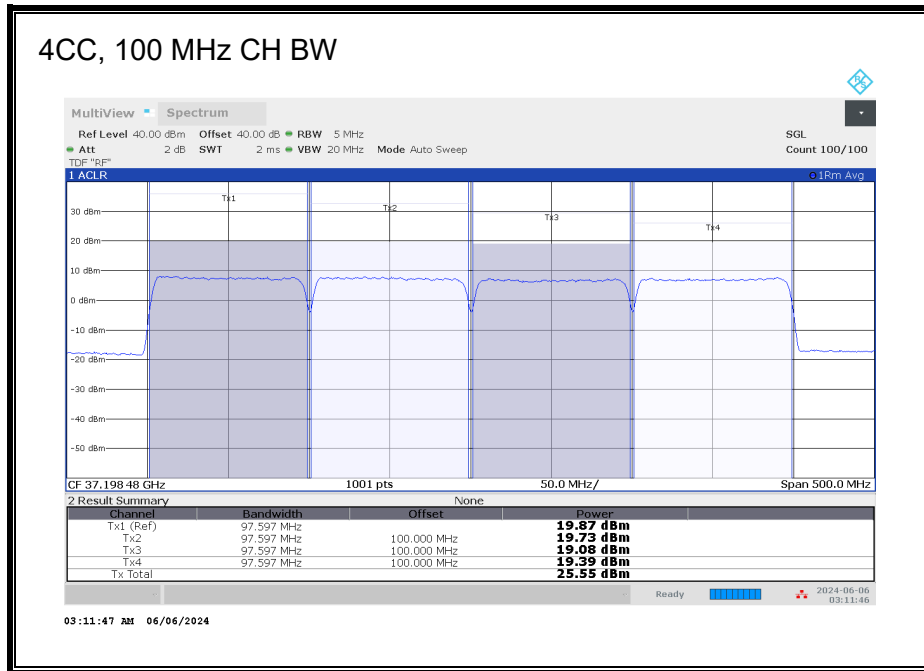 4CC, 100 MHz CH BW
R S
MultiView Spectrum
Ref Level 40.00 dBm Offset 40.00 dB RBW 5 MHz SGL
Att 2 dB SWT 2 ms VBW 20 MHz Mode Auto Sweep Count 100/100
TDF "RF"
1 ACLR 1Rm Avg
Tx1
Tx2
Tx3
Tx4
30 dBm
20 dBm
10 dBm
0 dBm
-10 dBm
-20 dBm
-30 dBm
-40 dBm
-50 dBm
CF 37.198 48 GHz 1001 pts 50.0 MHz/ Span 500.0 MHz
2 Result Summary None
Channel Bandwidth Offset Power
Tx1 (Ref) 97.597 MHz 19.87 dBm
Tx2 97.597 MHz 100.000 MHz 19.73 dBm
Tx3 97.597 MHz 100.000 MHz 19.08 dBm
Tx4 97.597 MHz 100.000 MHz 19.39 dBm
Tx Total 25.55 dBm
Ready 2024-06-06
03:11:46
03:11:47 AM 06/06/2024